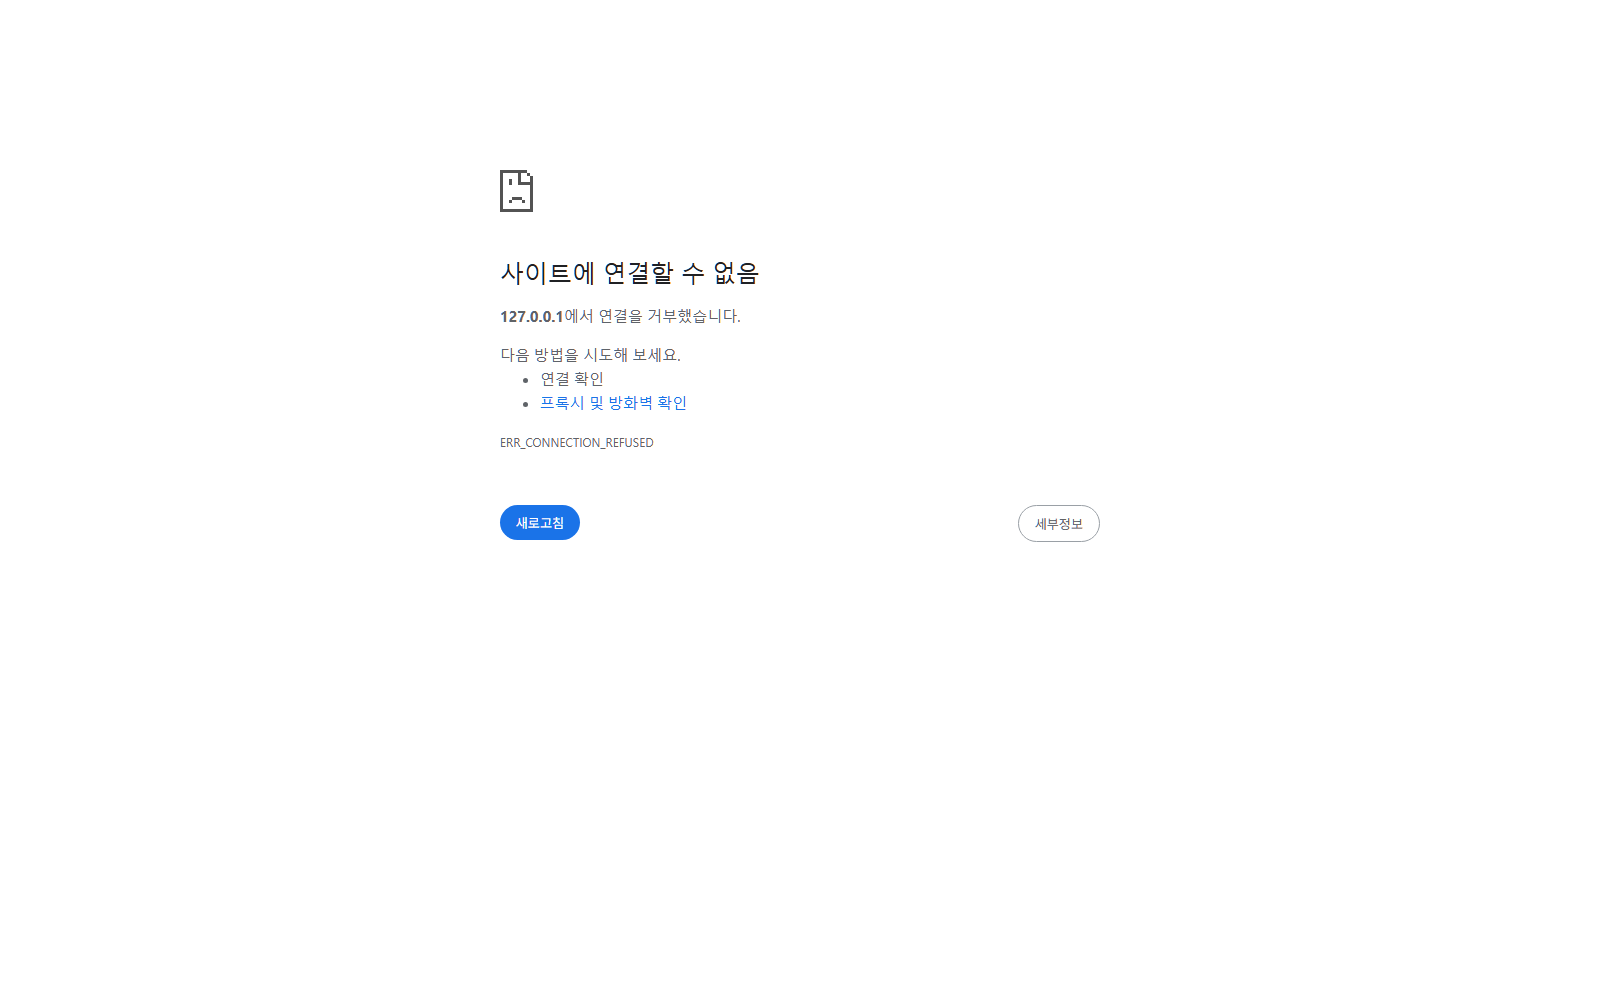 사이트에 연결할 수 없음
127.0.0.1에서 연결을 거부했습니다.
다음 방법을 시도해 보세요.
연결 확인
프록시 및 방화벽 확인
ERR_CONNECTION_REFUSED
새로고침
세부정보